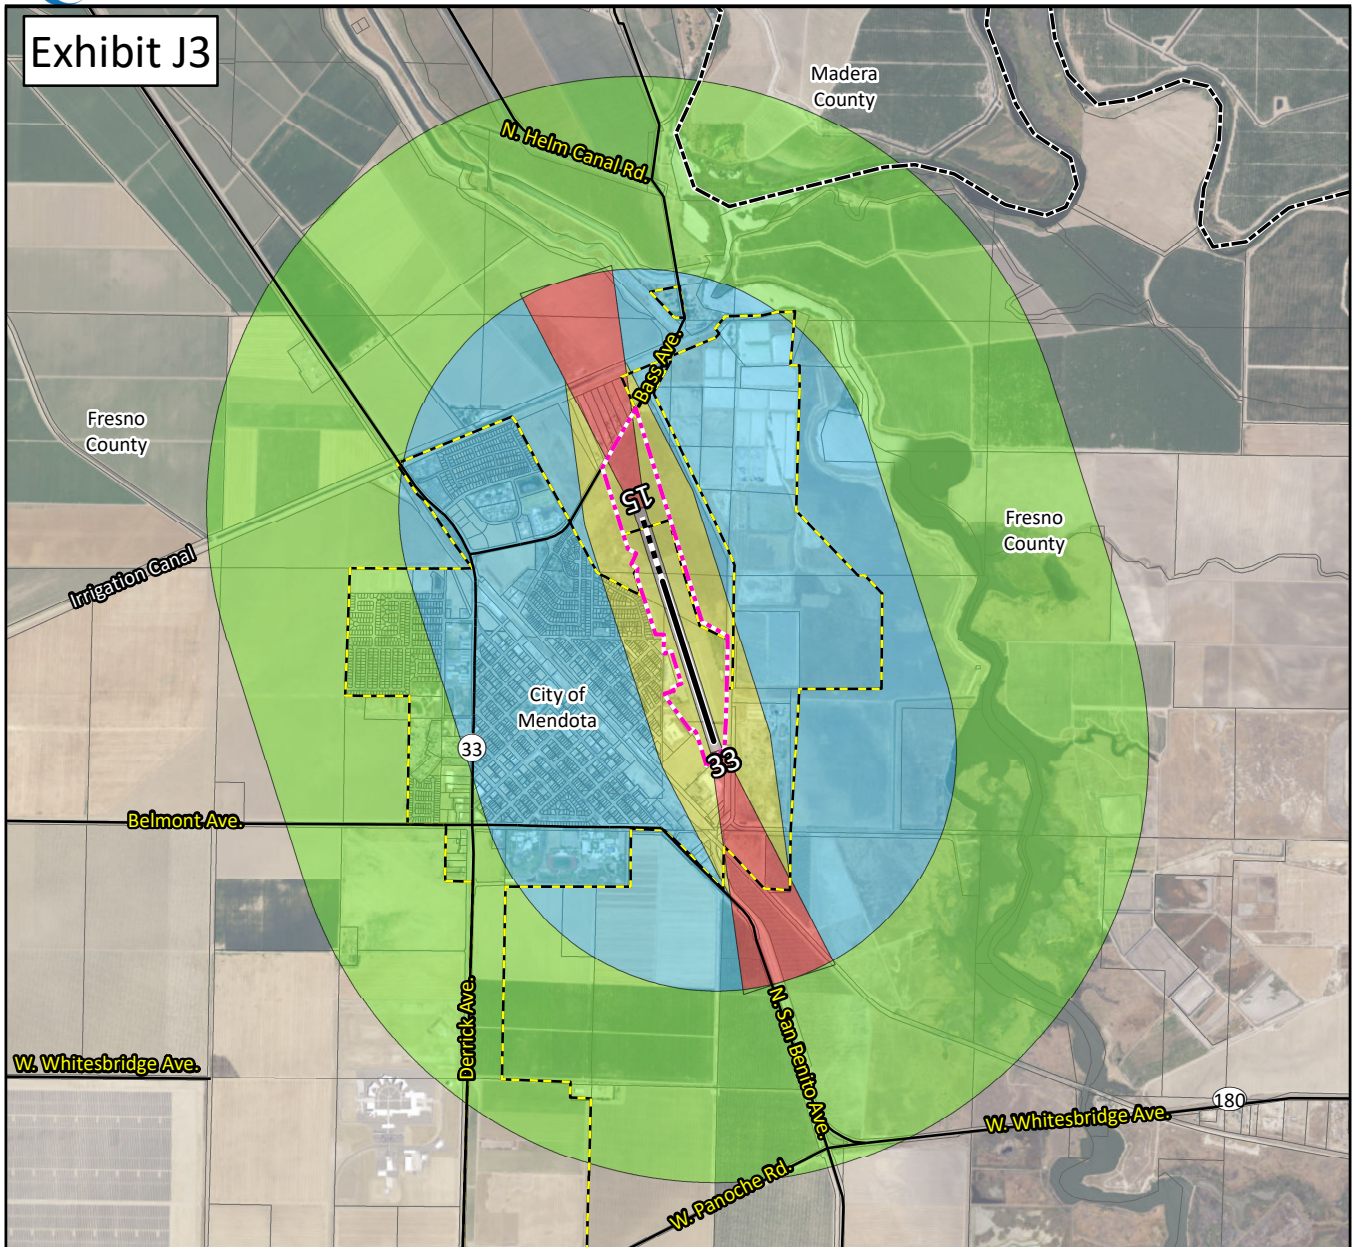 Exhibit J3
Madera
County
N. Helm Canal Rd.
Bass Ave.
Fresno
County
15
Fresno
County
Irrigation Canal
City of
Mendota
33
33
Belmont Ave.
Derrick Ave.
N. San Benito Ave.
W. Whitesbridge Ave.
180
W. Whitesbridge Ave.
W. Panoche Rd.